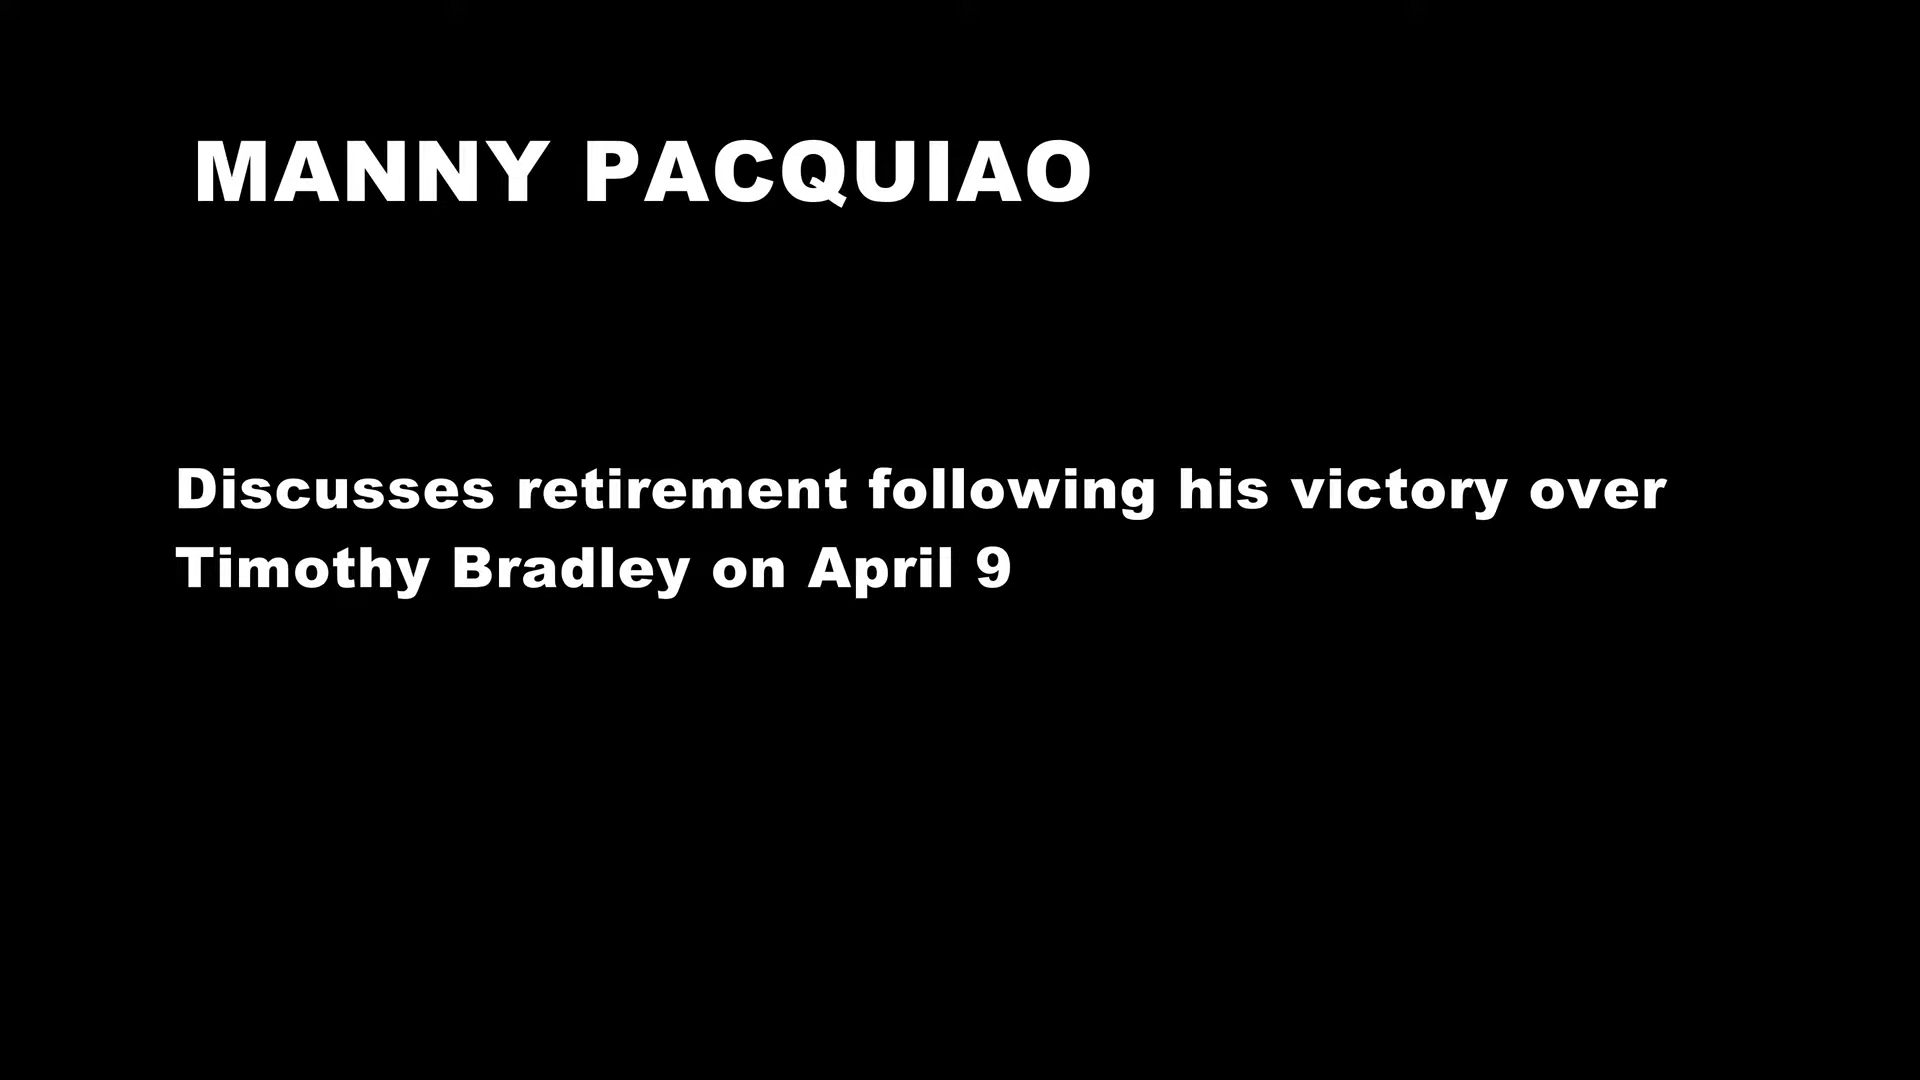 MANNY PACQUIAO
Discusses retirement following his victory over
Timothy Bradley on April 9